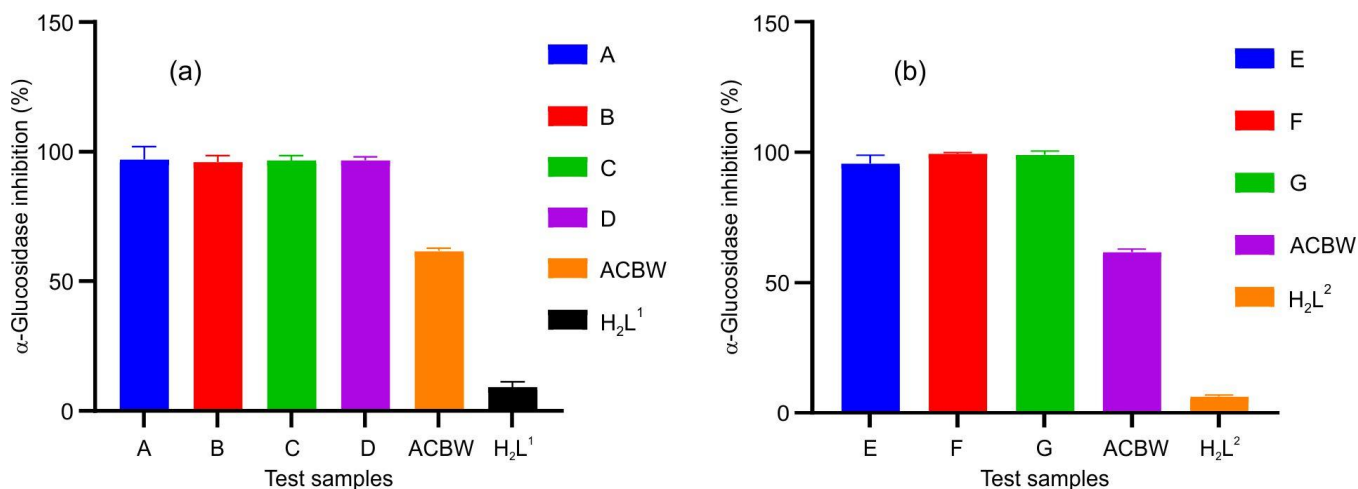 (a)
α-Glucosidase inhibition (%)
150
100
50
0
A
B
C
D
ACBW
H₂L¹
A B C D ACBW H₂L¹
Test samples
(b)
α-Glucosidase inhibition (%)
150
100
50
0
E
F
G
ACBW
H₂L²
E F G ACBW H₂L²
Test samples